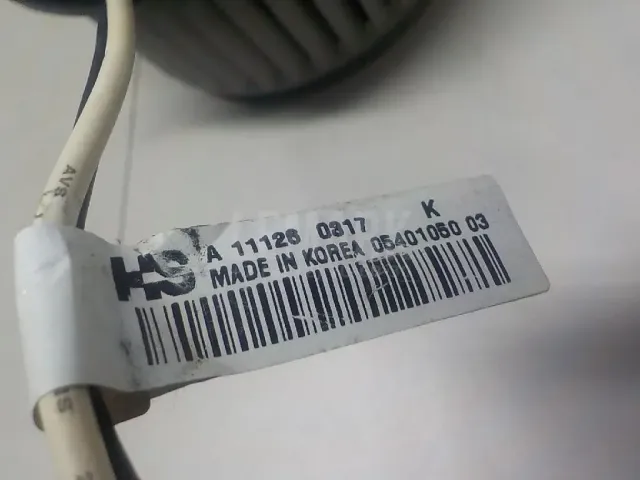 AVS
HS
A 11126 0317 K
MADE IN KOREA 05401050 03